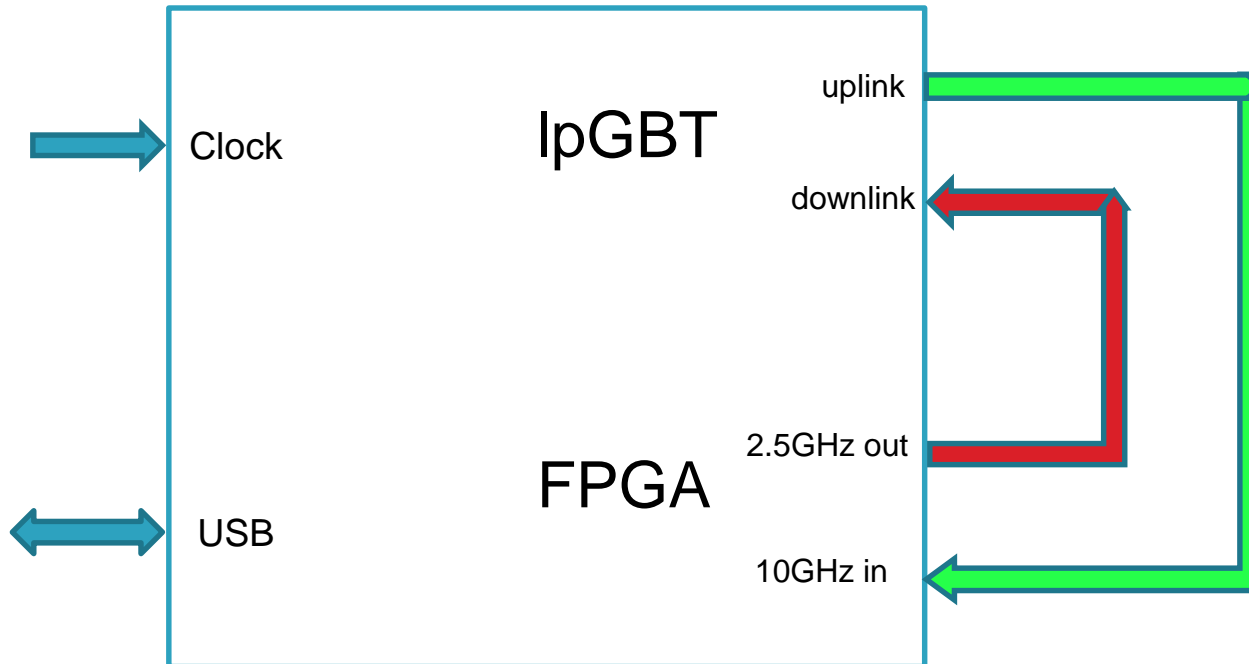 uplink
lpGBT
Clock
downlink
2.5GHz out
FPGA
USB
10GHz in